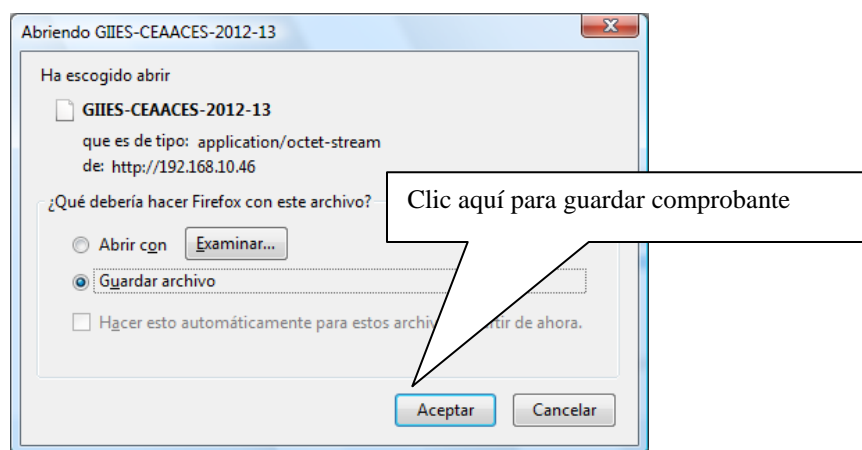 Abriendo GIIES-CEAACES-2012-13
Ha escogido abrir
GIIES-CEAACES-2012-13
que es de tipo: application/octet-stream
de: http://192.168.10.46
¿Qué debería hacer Firefox con este archivo?
Clic aquí para guardar comprobante
Abrir con Examinar...
Guardar archivo
Hacer esto automáticamente para estos de ahora.
Aceptar Cancelar